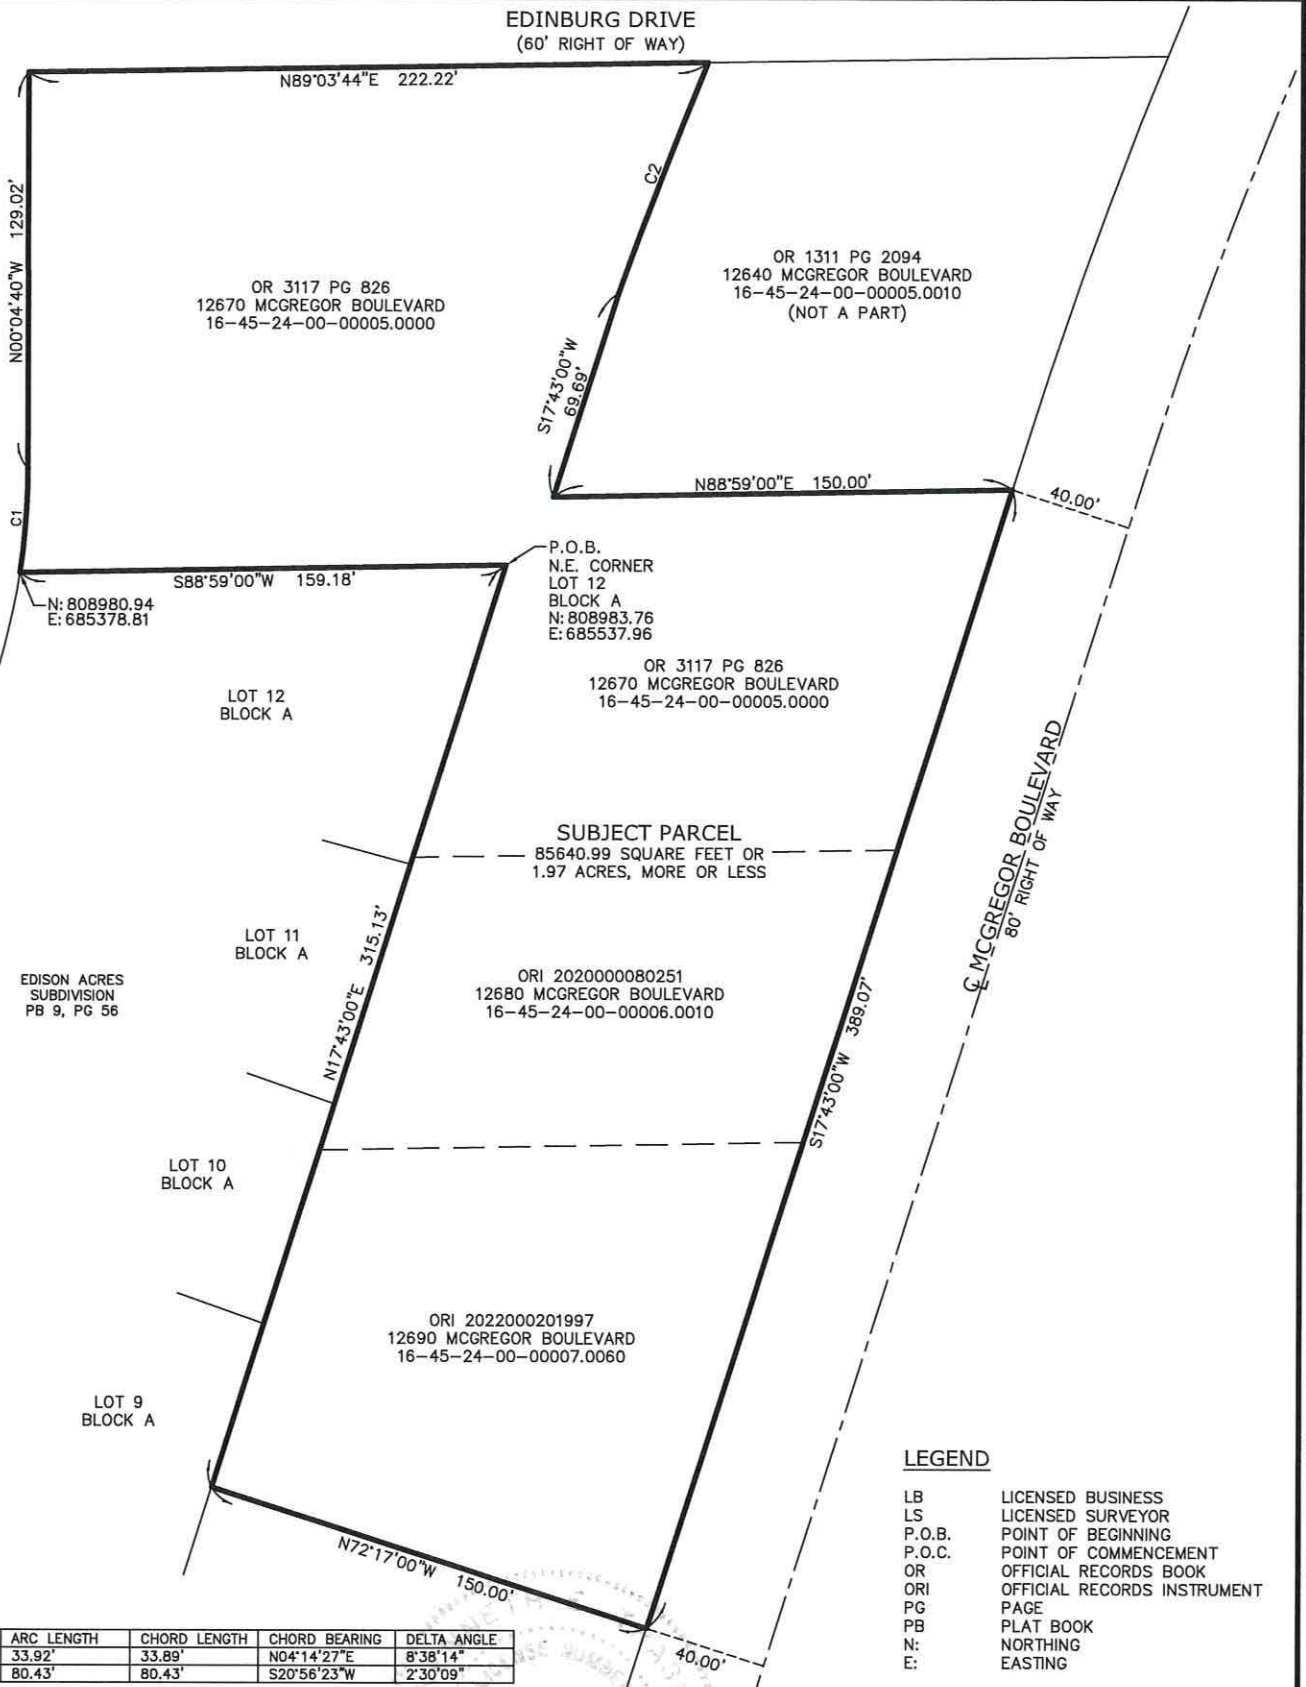 EDINBURG DRIVE
(60' RIGHT OF WAY)
N89°03'44"E 222.22'
N00°04'40"W 129.02'
C2
OR 3117 PG 826
12670 MCGREGOR BOULEVARD
16-45-24-00-00005.0000
OR 1311 PG 2094
12640 MCGREGOR BOULEVARD
16-45-24-00-00005.0010
(NOT A PART)
S17°43'00"W
69.69'
N88°59'00"E 150.00'
40.00'
C1
S88°59'00"W 159.18'
N: 808980.94
E: 685378.81
P.O.B.
N.E. CORNER
LOT 12
BLOCK A
N: 808983.76
E: 685537.96
OR 3117 PG 826
12670 MCGREGOR BOULEVARD
16-45-24-00-00005.0000
LOT 12
BLOCK A
℄ MCGREGOR BOULEVARD
80' RIGHT OF WAY
SUBJECT PARCEL
85640.99 SQUARE FEET OR
1.97 ACRES, MORE OR LESS
LOT 11
BLOCK A
N17°43'00"E 315.13'
EDISON ACRES
SUBDIVISION
PB 9, PG 56
ORI 2020000080251
12680 MCGREGOR BOULEVARD
16-45-24-00-00006.0010
S17°43'00"W 389.07'
LOT 10
BLOCK A
ORI 2022000201997
12690 MCGREGOR BOULEVARD
16-45-24-00-00007.0060
LOT 9
BLOCK A
N72°17'00"W 150.00'
40.00'
LEGEND
LB LICENSED BUSINESS
LS LICENSED SURVEYOR
P.O.B. POINT OF BEGINNING
P.O.C. POINT OF COMMENCEMENT
OR OFFICIAL RECORDS BOOK
ORI OFFICIAL RECORDS INSTRUMENT
PG PAGE
PB PLAT BOOK
N: NORTHING
E: EASTING
ARC LENGTH CHORD LENGTH CHORD BEARING DELTA ANGLE
33.92' 33.89' N04°14'27"E 8°38'14"
80.43' 80.43' S20°56'23"W 2°30'09"